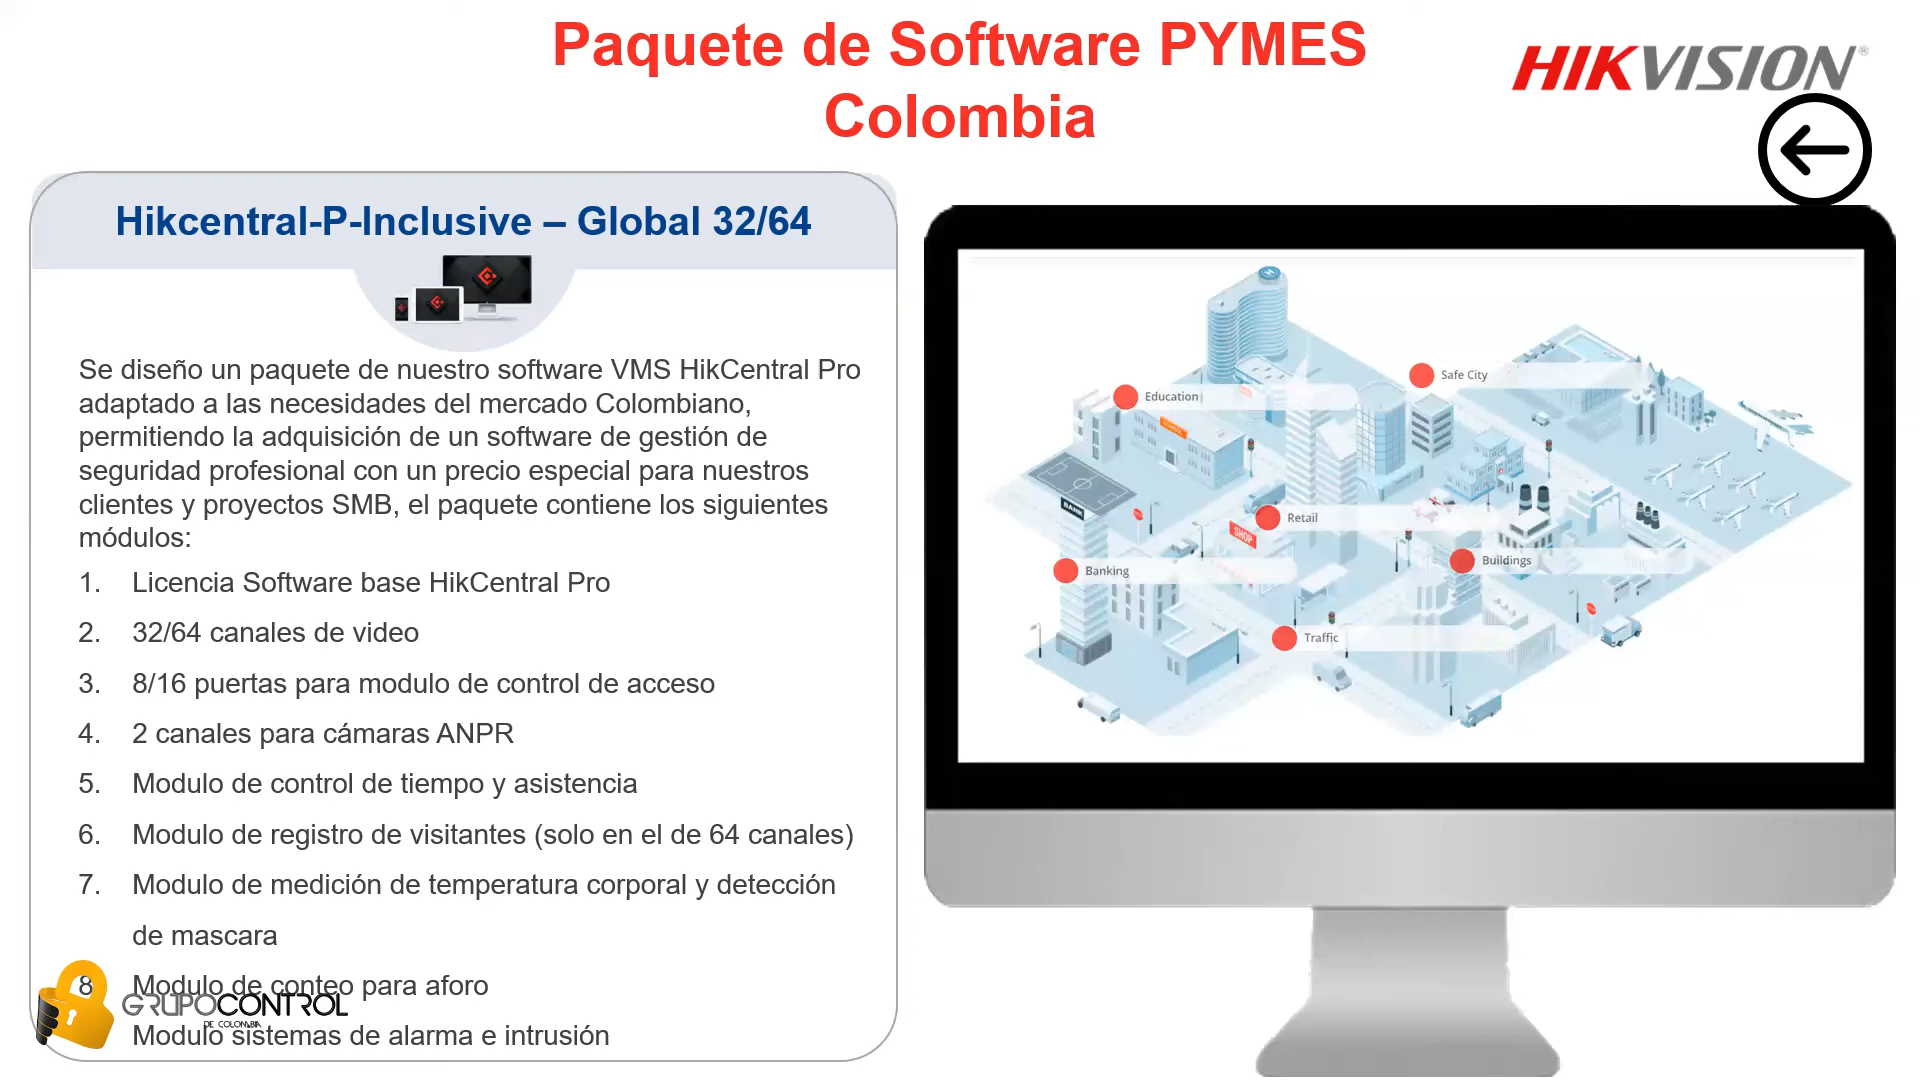 Paquete de Software PYMES
Colombia
HIKVISION®
Hikcentral-P-Inclusive – Global 32/64
Se diseño un paquete de nuestro software VMS HikCentral Pro
adaptado a las necesidades del mercado Colombiano,
permitiendo la adquisición de un software de gestión de
seguridad profesional con un precio especial para nuestros
clientes y proyectos SMB, el paquete contiene los siguientes
módulos:
1. Licencia Software base HikCentral Pro
2. 32/64 canales de video
3. 8/16 puertas para modulo de control de acceso
4. 2 canales para cámaras ANPR
5. Modulo de control de tiempo y asistencia
6. Modulo de registro de visitantes (solo en el de 64 canales)
7. Modulo de medición de temperatura corporal y detección
de mascara
8 Modulo de conteo para aforo
Modulo sistemas de alarma e intrusión
GRUPOCONTROL
DE COLOMBIA
Education
Safe City
SCHOOL
BANK
Retail
SHOP
Buildings
Banking
Traffic